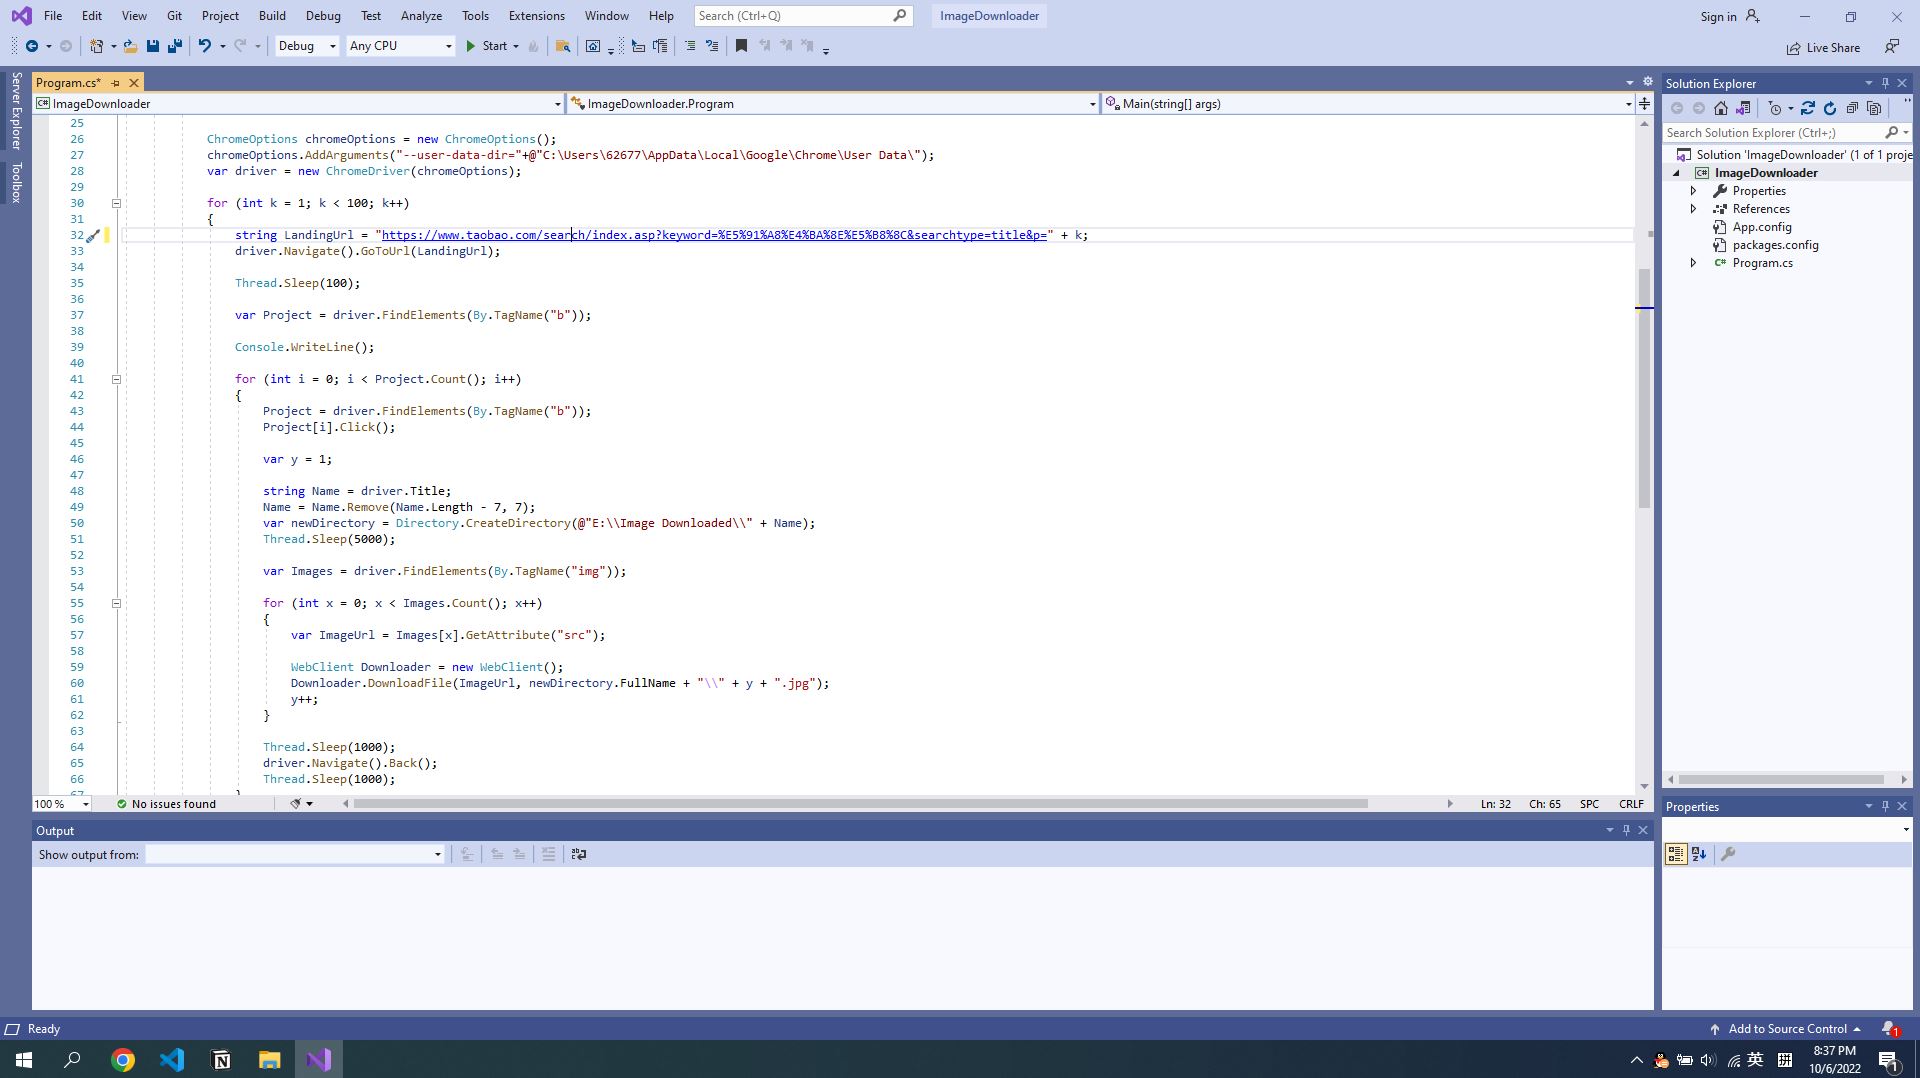 File Edit View Git Project Build Debug Test Analyze Tools Extensions Window Help Search (Ctrl+Q) ImageDownloader Sign in
Debug Any CPU Start Live Share
Server Explorer
Toolbox
Program.cs*
ImageDownloader ImageDownloader.Program Main(string[] args)
25
26 ChromeOptions chromeOptions = new ChromeOptions();
27 chromeOptions.AddArguments("--user-data-dir="+@"C:\Users\62677\AppData\Local\Google\Chrome\User Data\");
28 var driver = new ChromeDriver(chromeOptions);
29
30 for (int k = 1; k < 100; k++)
31 {
32 string LandingUrl = "https://www.taobao.com/search/index.asp?keyword=%E5%91%A8%E4%BA%8E%E5%B8%8C&searchtype=title&p=" + k;
33 driver.Navigate().GoToUrl(LandingUrl);
34
35 Thread.Sleep(100);
36
37 var Project = driver.FindElements(By.TagName("b"));
38
39 Console.WriteLine();
40
41 for (int i = 0; i < Project.Count(); i++)
42 {
43 Project = driver.FindElements(By.TagName("b"));
44 Project[i].Click();
45
46 var y = 1;
47
48 string Name = driver.Title;
49 Name = Name.Remove(Name.Length - 7, 7);
50 var newDirectory = Directory.CreateDirectory(@"E:\\Image Downloaded\\" + Name);
51 Thread.Sleep(5000);
52
53 var Images = driver.FindElements(By.TagName("img"));
54
55 for (int x = 0; x < Images.Count(); x++)
56 {
57 var ImageUrl = Images[x].GetAttribute("src");
58
59 WebClient Downloader = new WebClient();
60 Downloader.DownloadFile(ImageUrl, newDirectory.FullName + "\\" + y + ".jpg");
61 y++;
62 }
63
64 Thread.Sleep(1000);
65 driver.Navigate().Back();
66 Thread.Sleep(1000);
67 }
100 % No issues found Ln: 32 Ch: 65 SPC CRLF
Output
Show output from:
Solution Explorer
Search Solution Explorer (Ctrl+;)
Solution 'ImageDownloader' (1 of 1 proje
C# ImageDownloader
Properties
References
App.config
packages.config
C# Program.cs
Properties
Ready Add to Source Control 1
英 拼 8:37 PM
10/6/2022 1